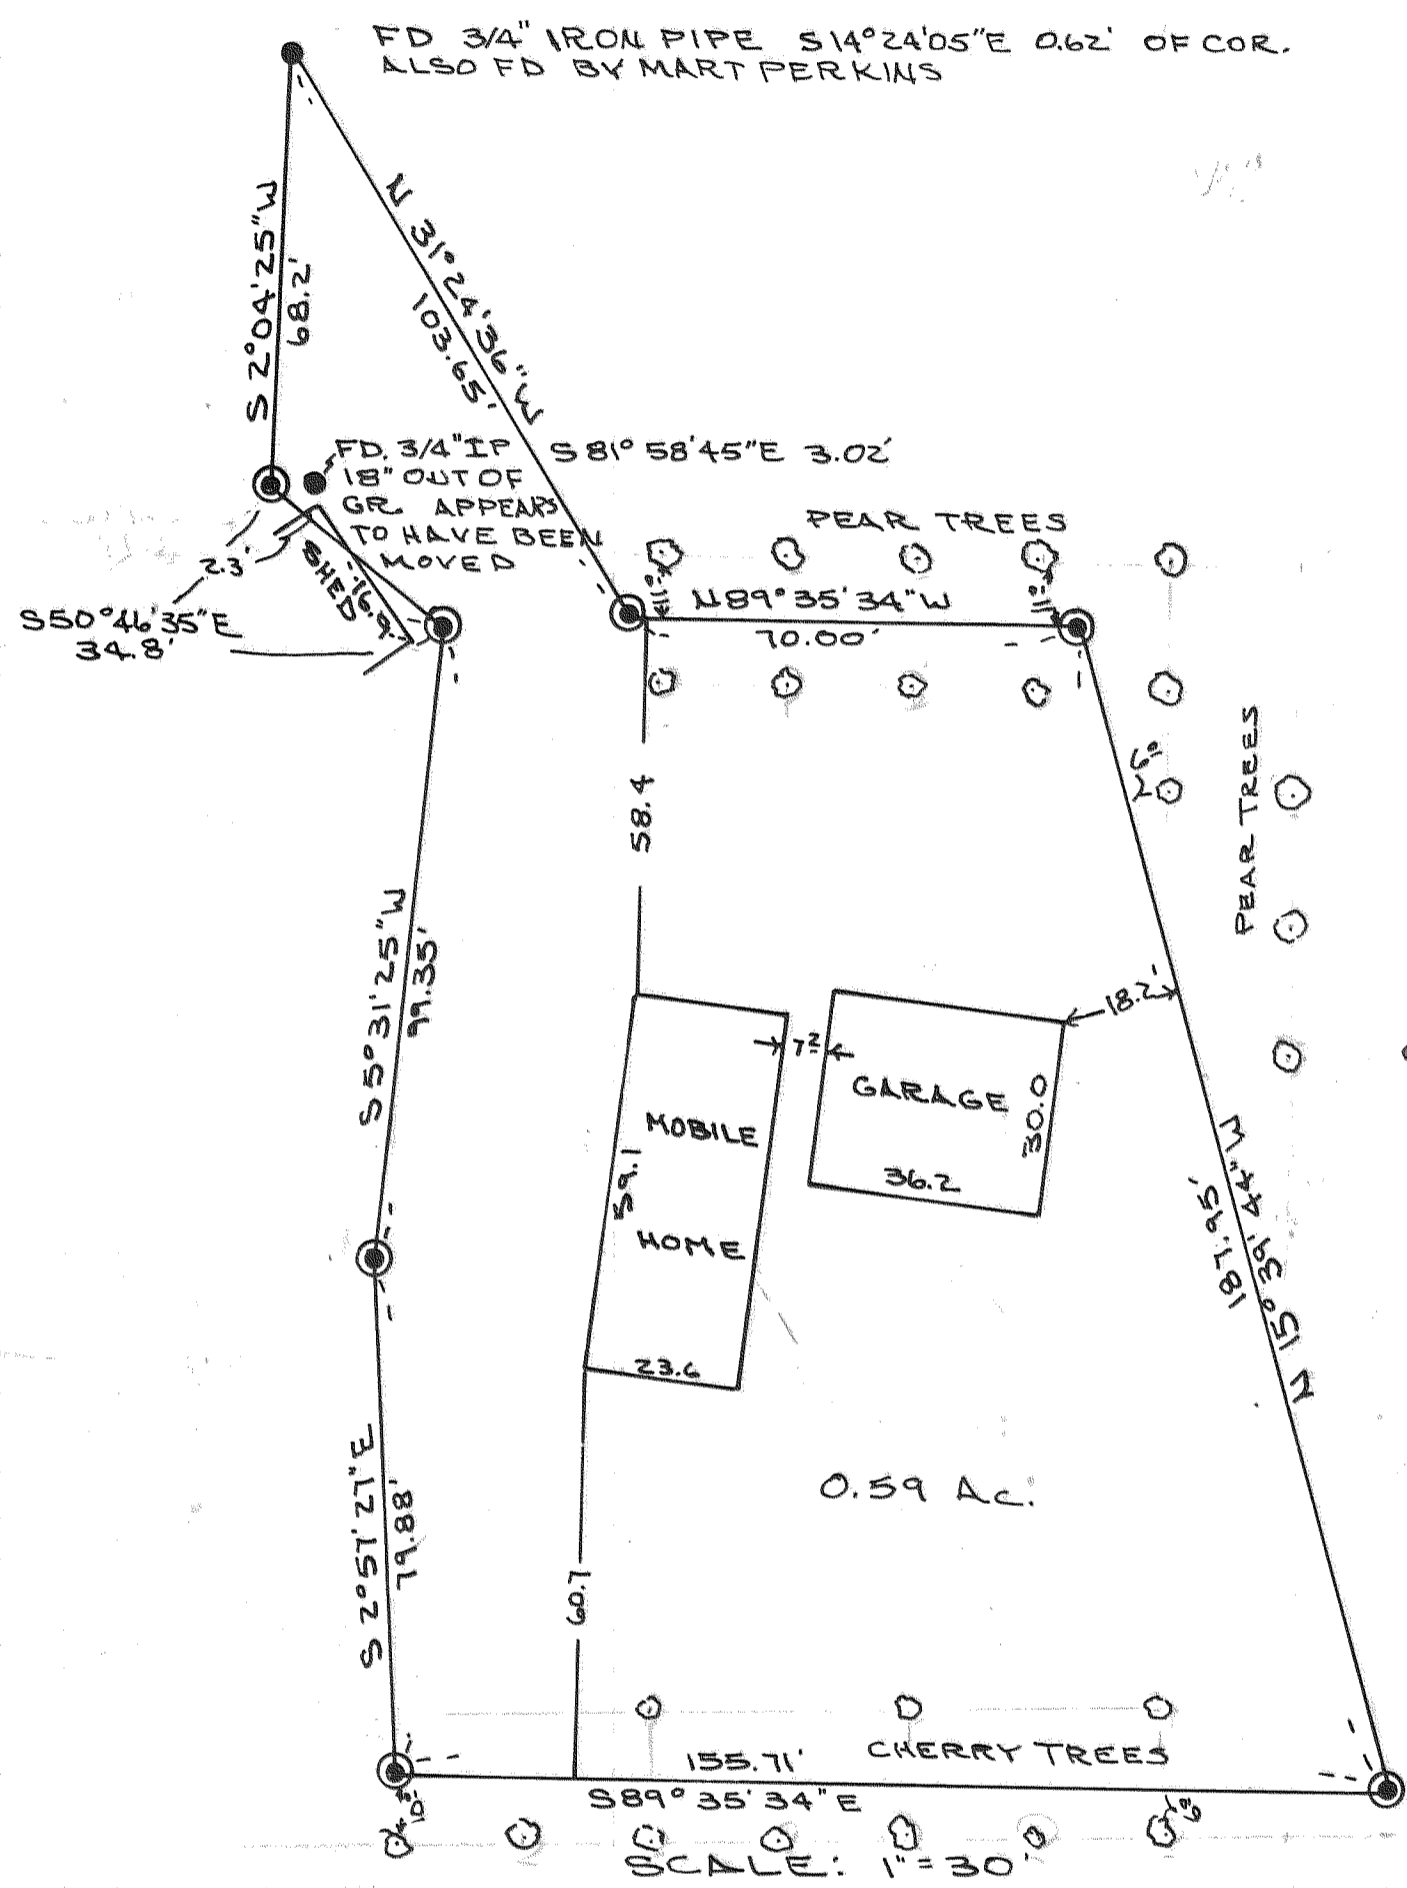 FD 3/4" IRON PIPE S14°24'05"E 0.62' OF COR.
ALSO FD BY MART PERKINS
S 2°04'25"W
68.2'
N 31°24'36"W
103.65'
FD. 3/4" IP S 81° 58'45"E 3.02'
18" OUT OF
GR. APPEARS
TO HAVE BEEN
MOVED
2.3'
SHED
16.9
S50°46'35"E
34.8'
PEAR TREES
11°
N89°35'34"W
11°
70.00'
6°
PEAR TREES
58.4
S 5°31'25"W
99.35'
18.2'
7.2
GARAGE
30.0
36.2
MOBILE
HOME
59.1
23.6
N 15° 39' 44" W
187.95'
0.59 AC.
S 2°57'27"E
79.88'
60.7
CHERRY TREES
155.71'
S89° 35' 34"E
SCALE: 1" = 30'